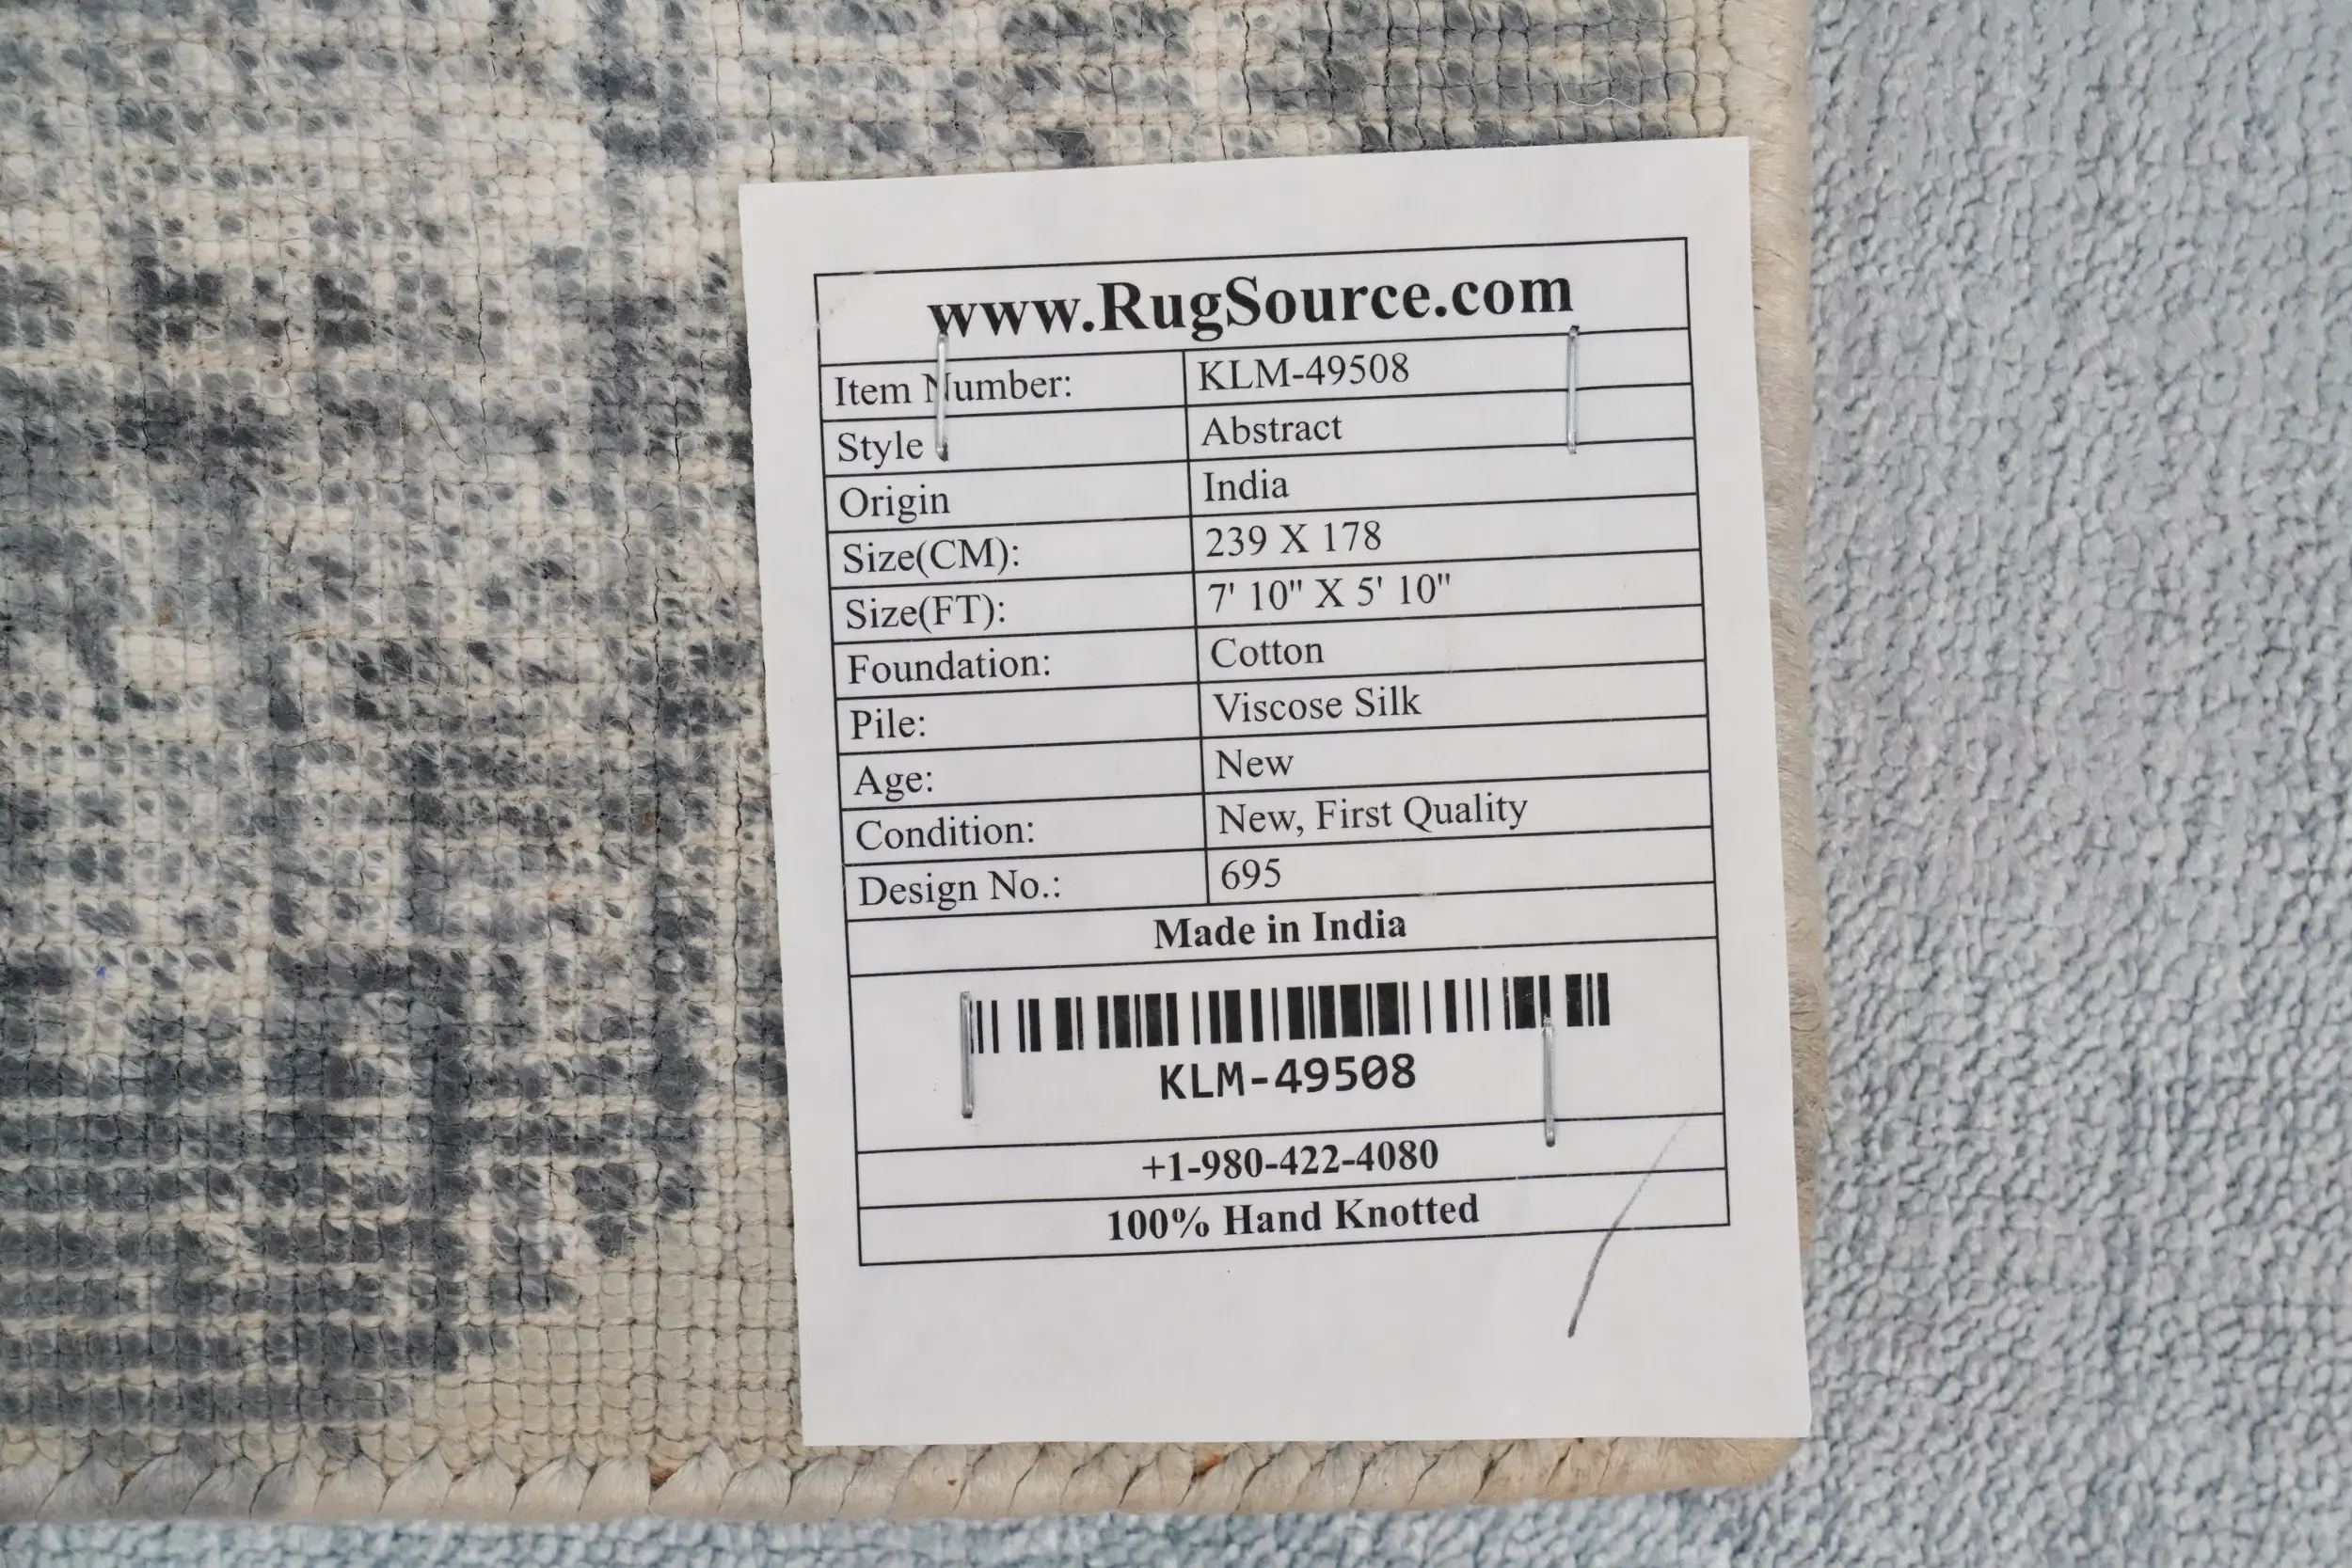 www.RugSource.com
Item Number: KLM-49508
Style Abstract
Origin India
Size(CM): 239 X 178
Size(FT): 7' 10" X 5' 10"
Foundation: Cotton
Pile: Viscose Silk
Age: New
Condition: New, First Quality
Design No.: 695
Made in India
KLM-49508
+1-980-422-4080
100% Hand Knotted